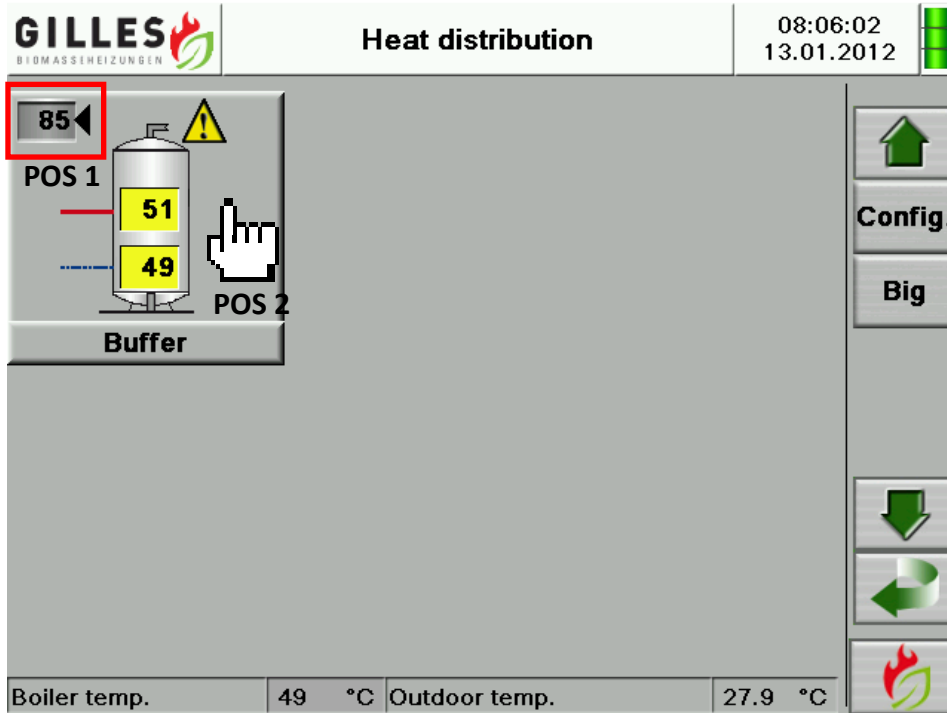 GILLES
BIOMASSEHEIZUNGEN
Heat distribution
08:06:02
13.01.2012
85
POS 1
51
49
POS 2
Buffer
Config.
Big
Boiler temp. 49 °C Outdoor temp. 27.9 °C